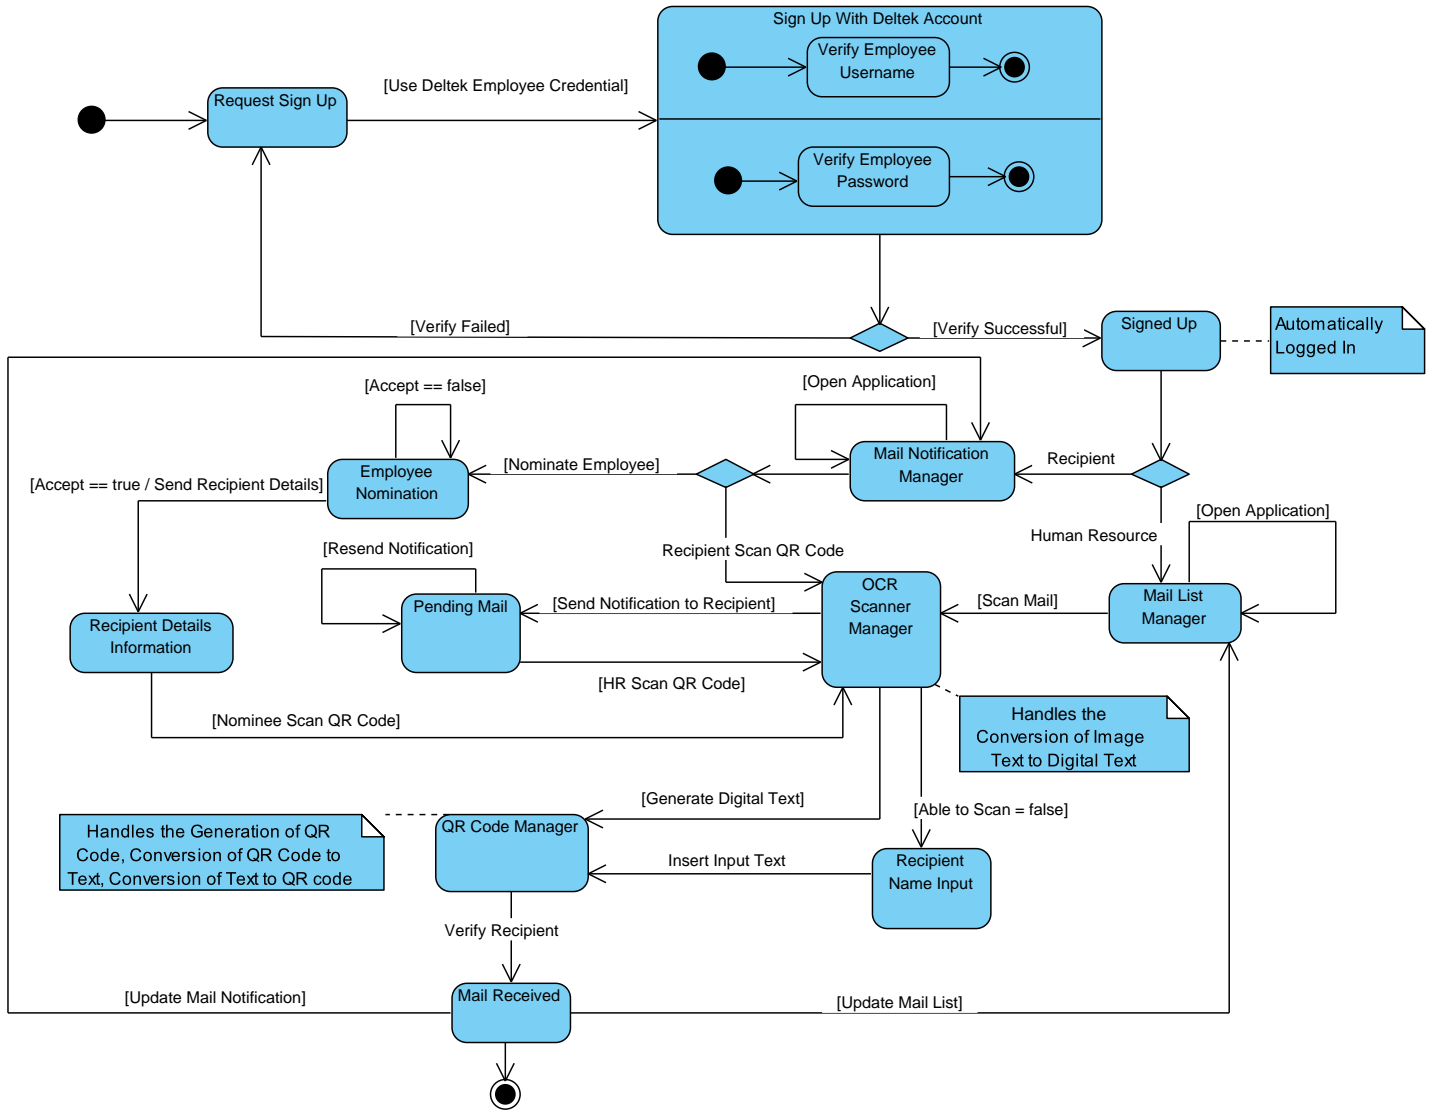 Sign Up With Deltek Account
Verify Employee
Username
[Use Deltek Employee Credential]
Request Sign Up
Verify Employee
Password
[Verify Failed]
[Verify Successful]
Signed Up
Automatically
Logged In
[Accept == false]
[Open Application]
Employee
Nomination
[Nominate Employee]
Mail Notification
Manager
Recipient
[Accept == true / Send Recipient Details]
[Open Application]
Human Resource
[Resend Notification]
Recipient Scan QR Code
OCR
Scanner
Manager
Pending Mail
[Send Notification to Recipient]
[Scan Mail]
Mail List
Manager
Recipient Details
Information
[HR Scan QR Code]
[Nominee Scan QR Code]
Handles the
Conversion of Image
Text to Digital Text
[Generate Digital Text]
[Able to Scan = false]
Handles the Generation of QR
Code, Conversion of QR Code to
Text, Conversion of Text to QR code
QR Code Manager
Insert Input Text
Recipient
Name Input
Verify Recipient
[Update Mail Notification]
Mail Received
[Update Mail List]